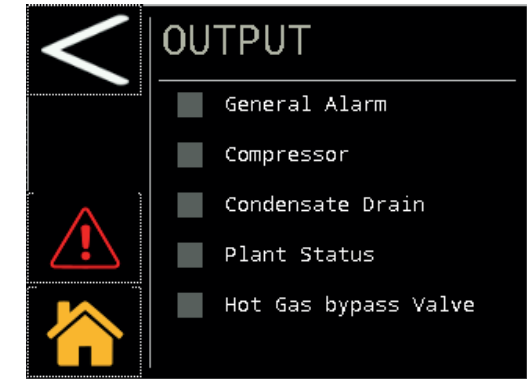 OUTPUT
General Alarm
Compressor
Condensate Drain
Plant Status
Hot Gas bypass Valve